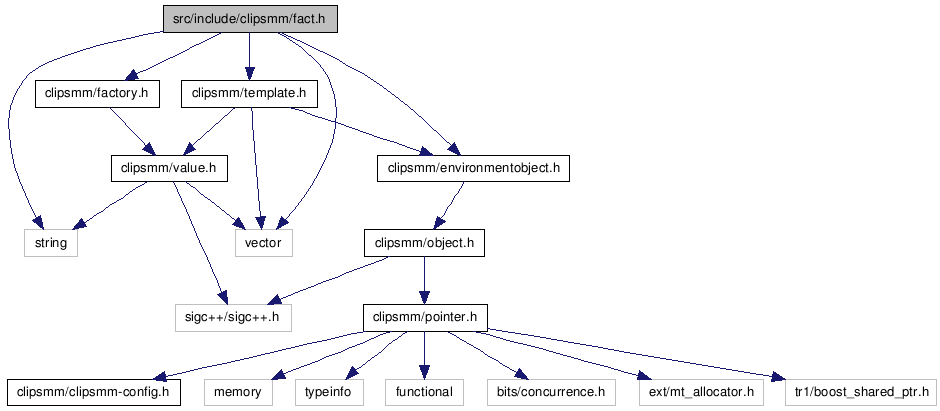 src/include/clipsmm/fact.h
clipsmm/factory.h
clipsmm/template.h
clipsmm/value.h
clipsmm/environmentobject.h
string
vector
clipsmm/object.h
sigc++/sigc++.h
clipsmm/pointer.h
clipsmm/clipsmm-config.h
memory
typeinfo
functional
bits/concurrence.h
ext/mt_allocator.h
tr1/boost_shared_ptr.h